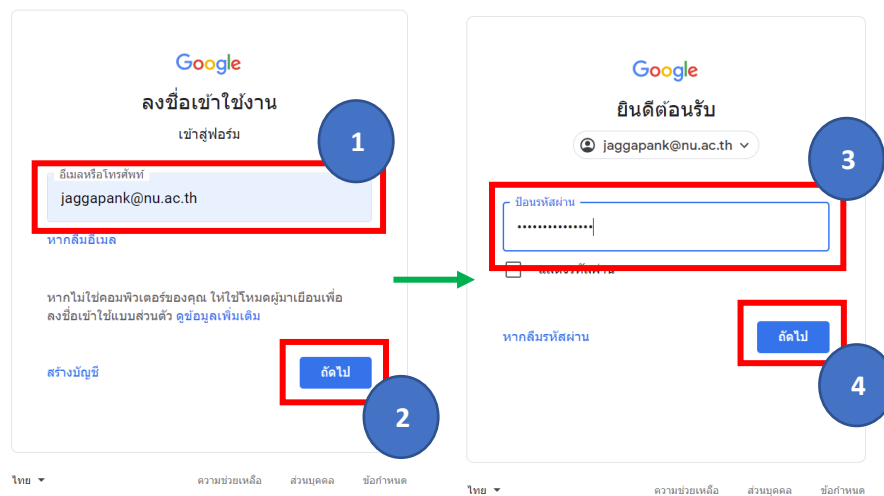 Google
ลงชื่อเข้าใช้งาน
เข้าสู่ฟอร์ม
1
อีเมลหรือโทรศัพท์
jaggapank@nu.ac.th
หากลืมอีเมล
หากไม่ใช่คอมพิวเตอร์ของคุณ ให้ใช้โหมดผู้มาเยือนเพื่อ
ลงชื่อเข้าใช้แบบส่วนตัว ดูข้อมูลเพิ่มเติม
สร้างบัญชี
ถัดไป
2
ไทย
ความช่วยเหลือ
ส่วนบุคคล
ข้อกำหนด
Google
ยินดีต้อนรับ
jaggapank@nu.ac.th
3
ป้อนรหัสผ่าน
•••••••••••••••
แสดงรหัสผ่าน
หากลืมรหัสผ่าน
ถัดไป
4
ไทย
ความช่วยเหลือ
ส่วนบุคคล
ข้อกำหนด